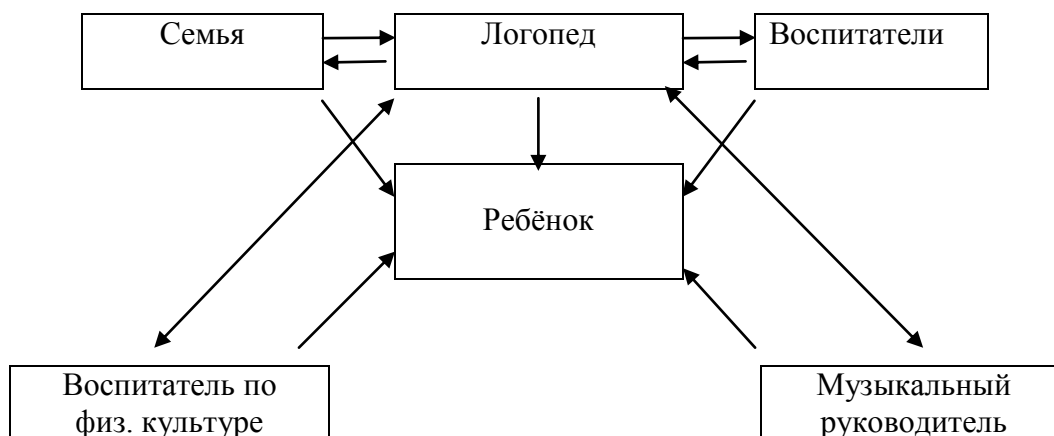 Семья
Логопед
Воспитатели
Ребёнок
Воспитатель по
физ. культуре
Музыкальный
руководитель